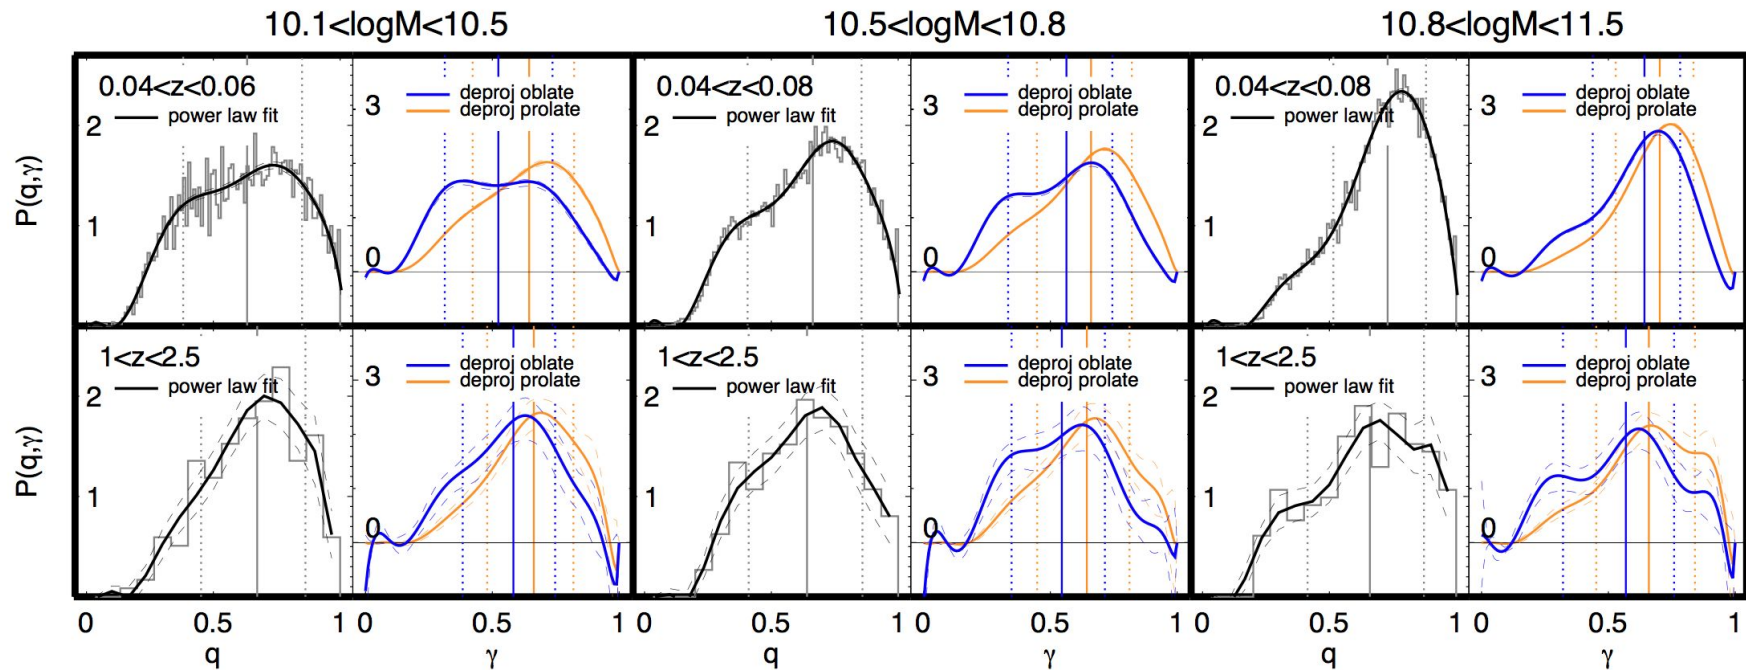 10.1<logM<10.5
10.5<logM<10.8
10.8<logM<11.5
P(q,γ)
2
1
0.04<z<0.06
power law fit
3
0
deproj oblate
deproj prolate
2
1
0.04<z<0.08
power law fit
3
0
deproj oblate
deproj prolate
2
1
0.04<z<0.08
power law fit
3
0
deproj oblate
deproj prolate
P(q,γ)
2
1
1<z<2.5
power law fit
3
0
deproj oblate
deproj prolate
2
1
1<z<2.5
power law fit
3
0
deproj oblate
deproj prolate
2
1
1<z<2.5
power law fit
3
0
deproj oblate
deproj prolate
0 0.5 1 0 0.5 1 0 0.5 1 0 0.5 1 0 0.5 1 0 0.5 1
q γ q γ q γ